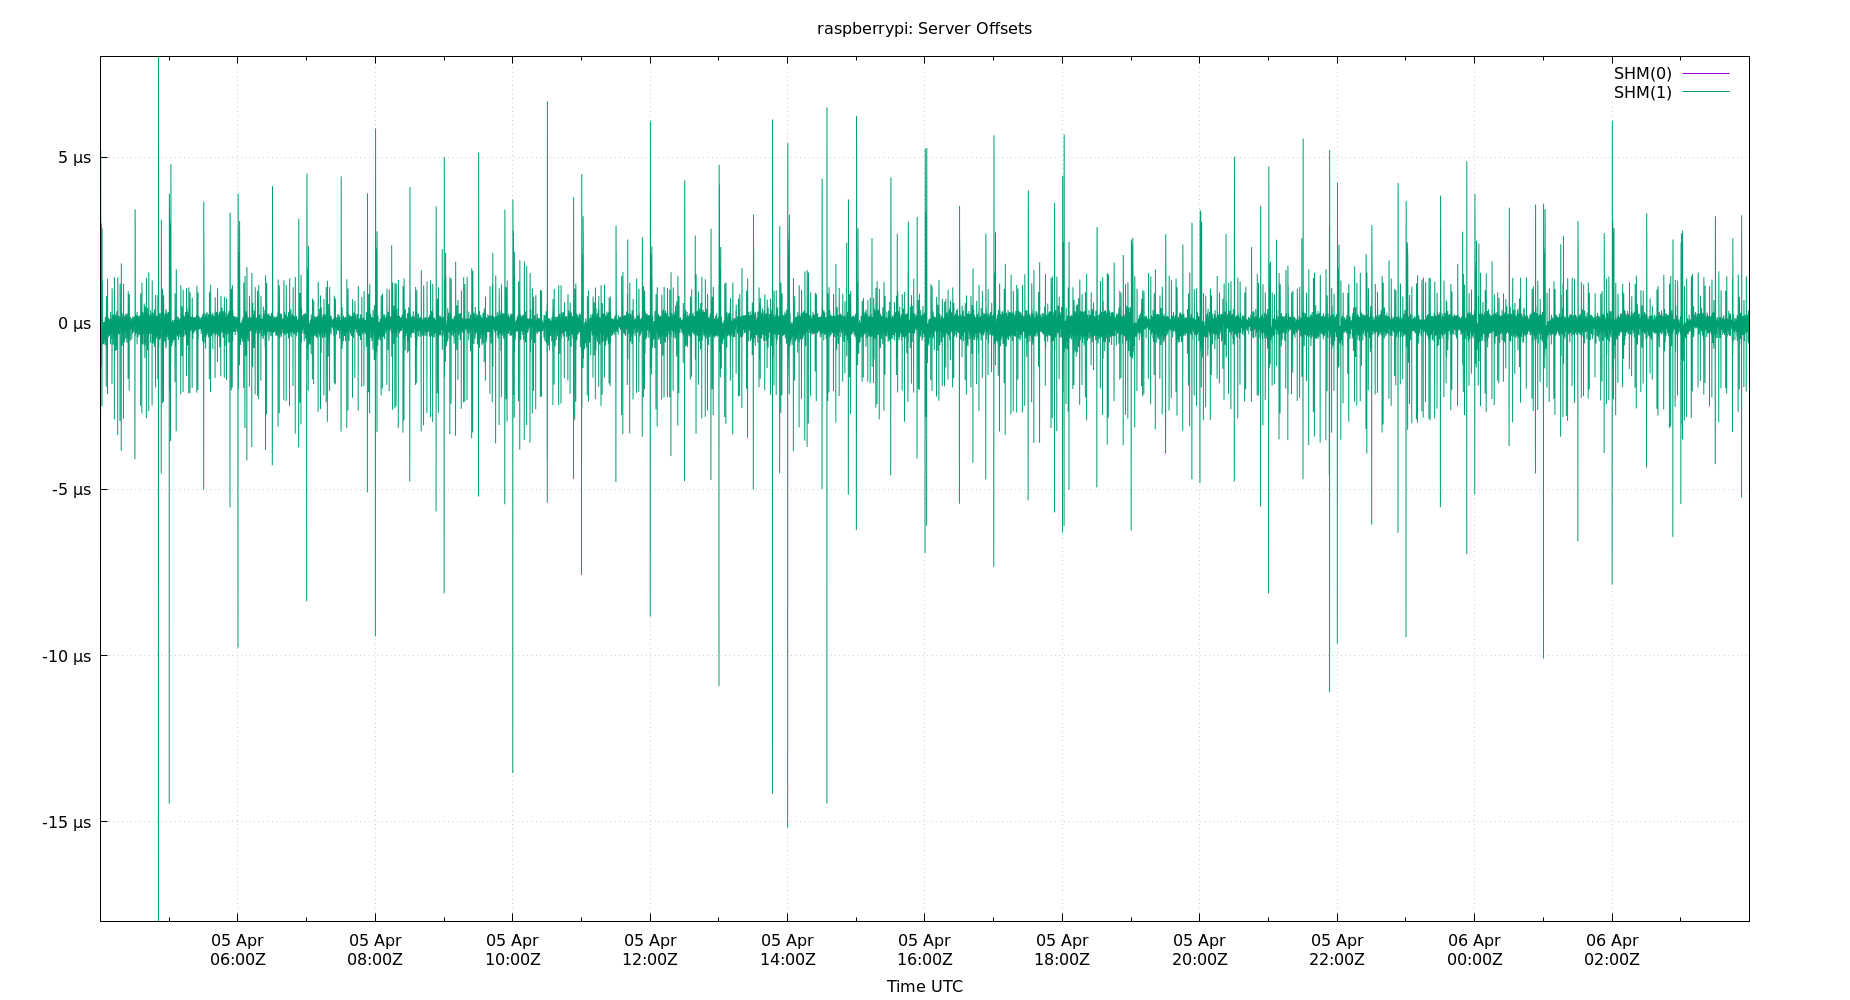 raspberrypi: Server Offsets
SHM(0)
SHM(1)
5 µs
0 µs
-5 µs
-10 µs
-15 µs
05 Apr 05 Apr 05 Apr 05 Apr 05 Apr 05 Apr 05 Apr 05 Apr 05 Apr 06 Apr 06 Apr
06:00Z 08:00Z 10:00Z 12:00Z 14:00Z 16:00Z 18:00Z 20:00Z 22:00Z 00:00Z 02:00Z
Time UTC